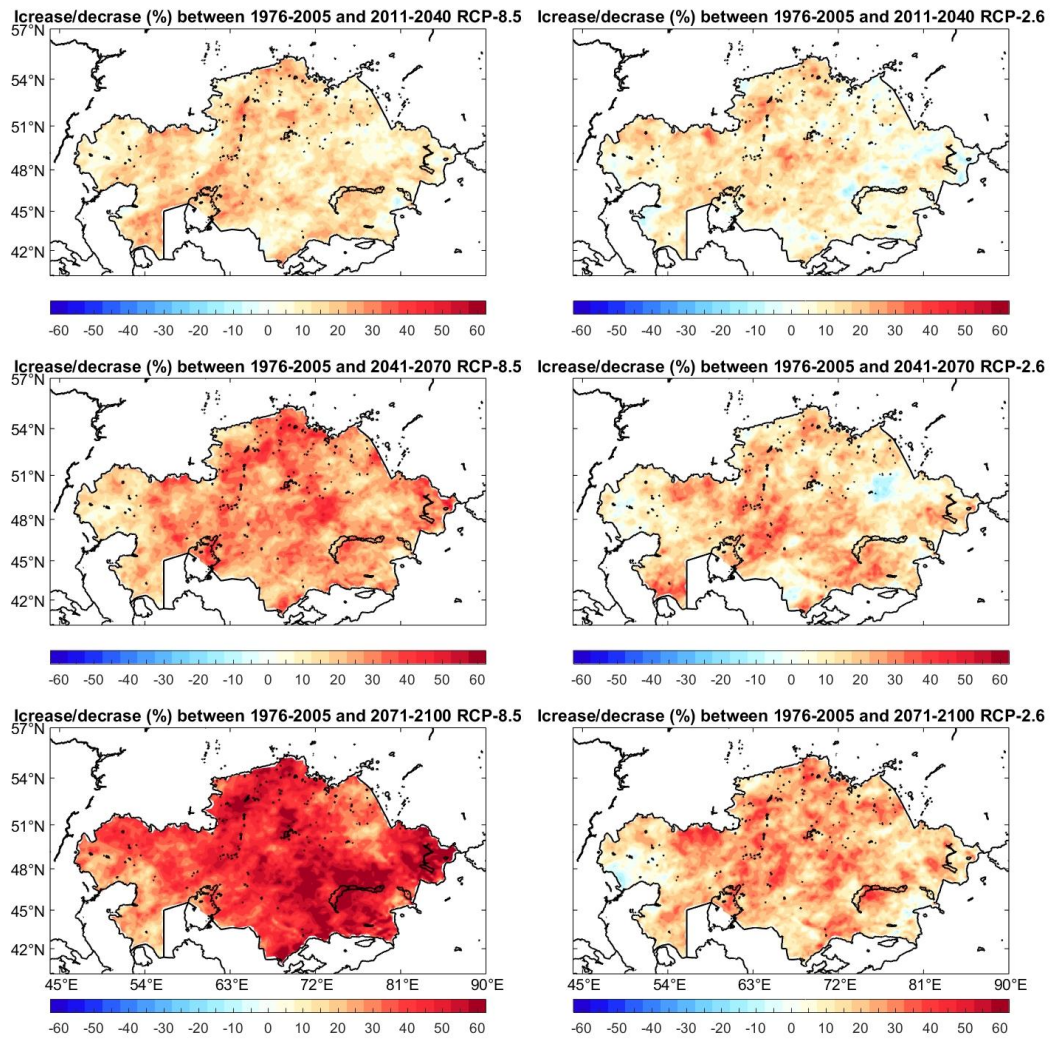 Icrease/decrase (%) between 1976-2005 and 2011-2040 RCP-8.5
57°N
54°N
51°N
48°N
45°N
42°N
-60 -50 -40 -30 -20 -10 0 10 20 30 40 50 60
Icrease/decrase (%) between 1976-2005 and 2011-2040 RCP-2.6
-60 -50 -40 -30 -20 -10 0 10 20 30 40 50 60
Icrease/decrase (%) between 1976-2005 and 2041-2070 RCP-8.5
57°N
54°N
51°N
48°N
45°N
42°N
-60 -50 -40 -30 -20 -10 0 10 20 30 40 50 60
Icrease/decrase (%) between 1976-2005 and 2041-2070 RCP-2.6
-60 -50 -40 -30 -20 -10 0 10 20 30 40 50 60
Icrease/decrase (%) between 1976-2005 and 2071-2100 RCP-8.5
57°N
54°N
51°N
48°N
45°N
42°N
45°E 54°E 63°E 72°E 81°E 90°E
-60 -50 -40 -30 -20 -10 0 10 20 30 40 50 60
Icrease/decrase (%) between 1976-2005 and 2071-2100 RCP-2.6
45°E 54°E 63°E 72°E 81°E 90°E
-60 -50 -40 -30 -20 -10 0 10 20 30 40 50 60